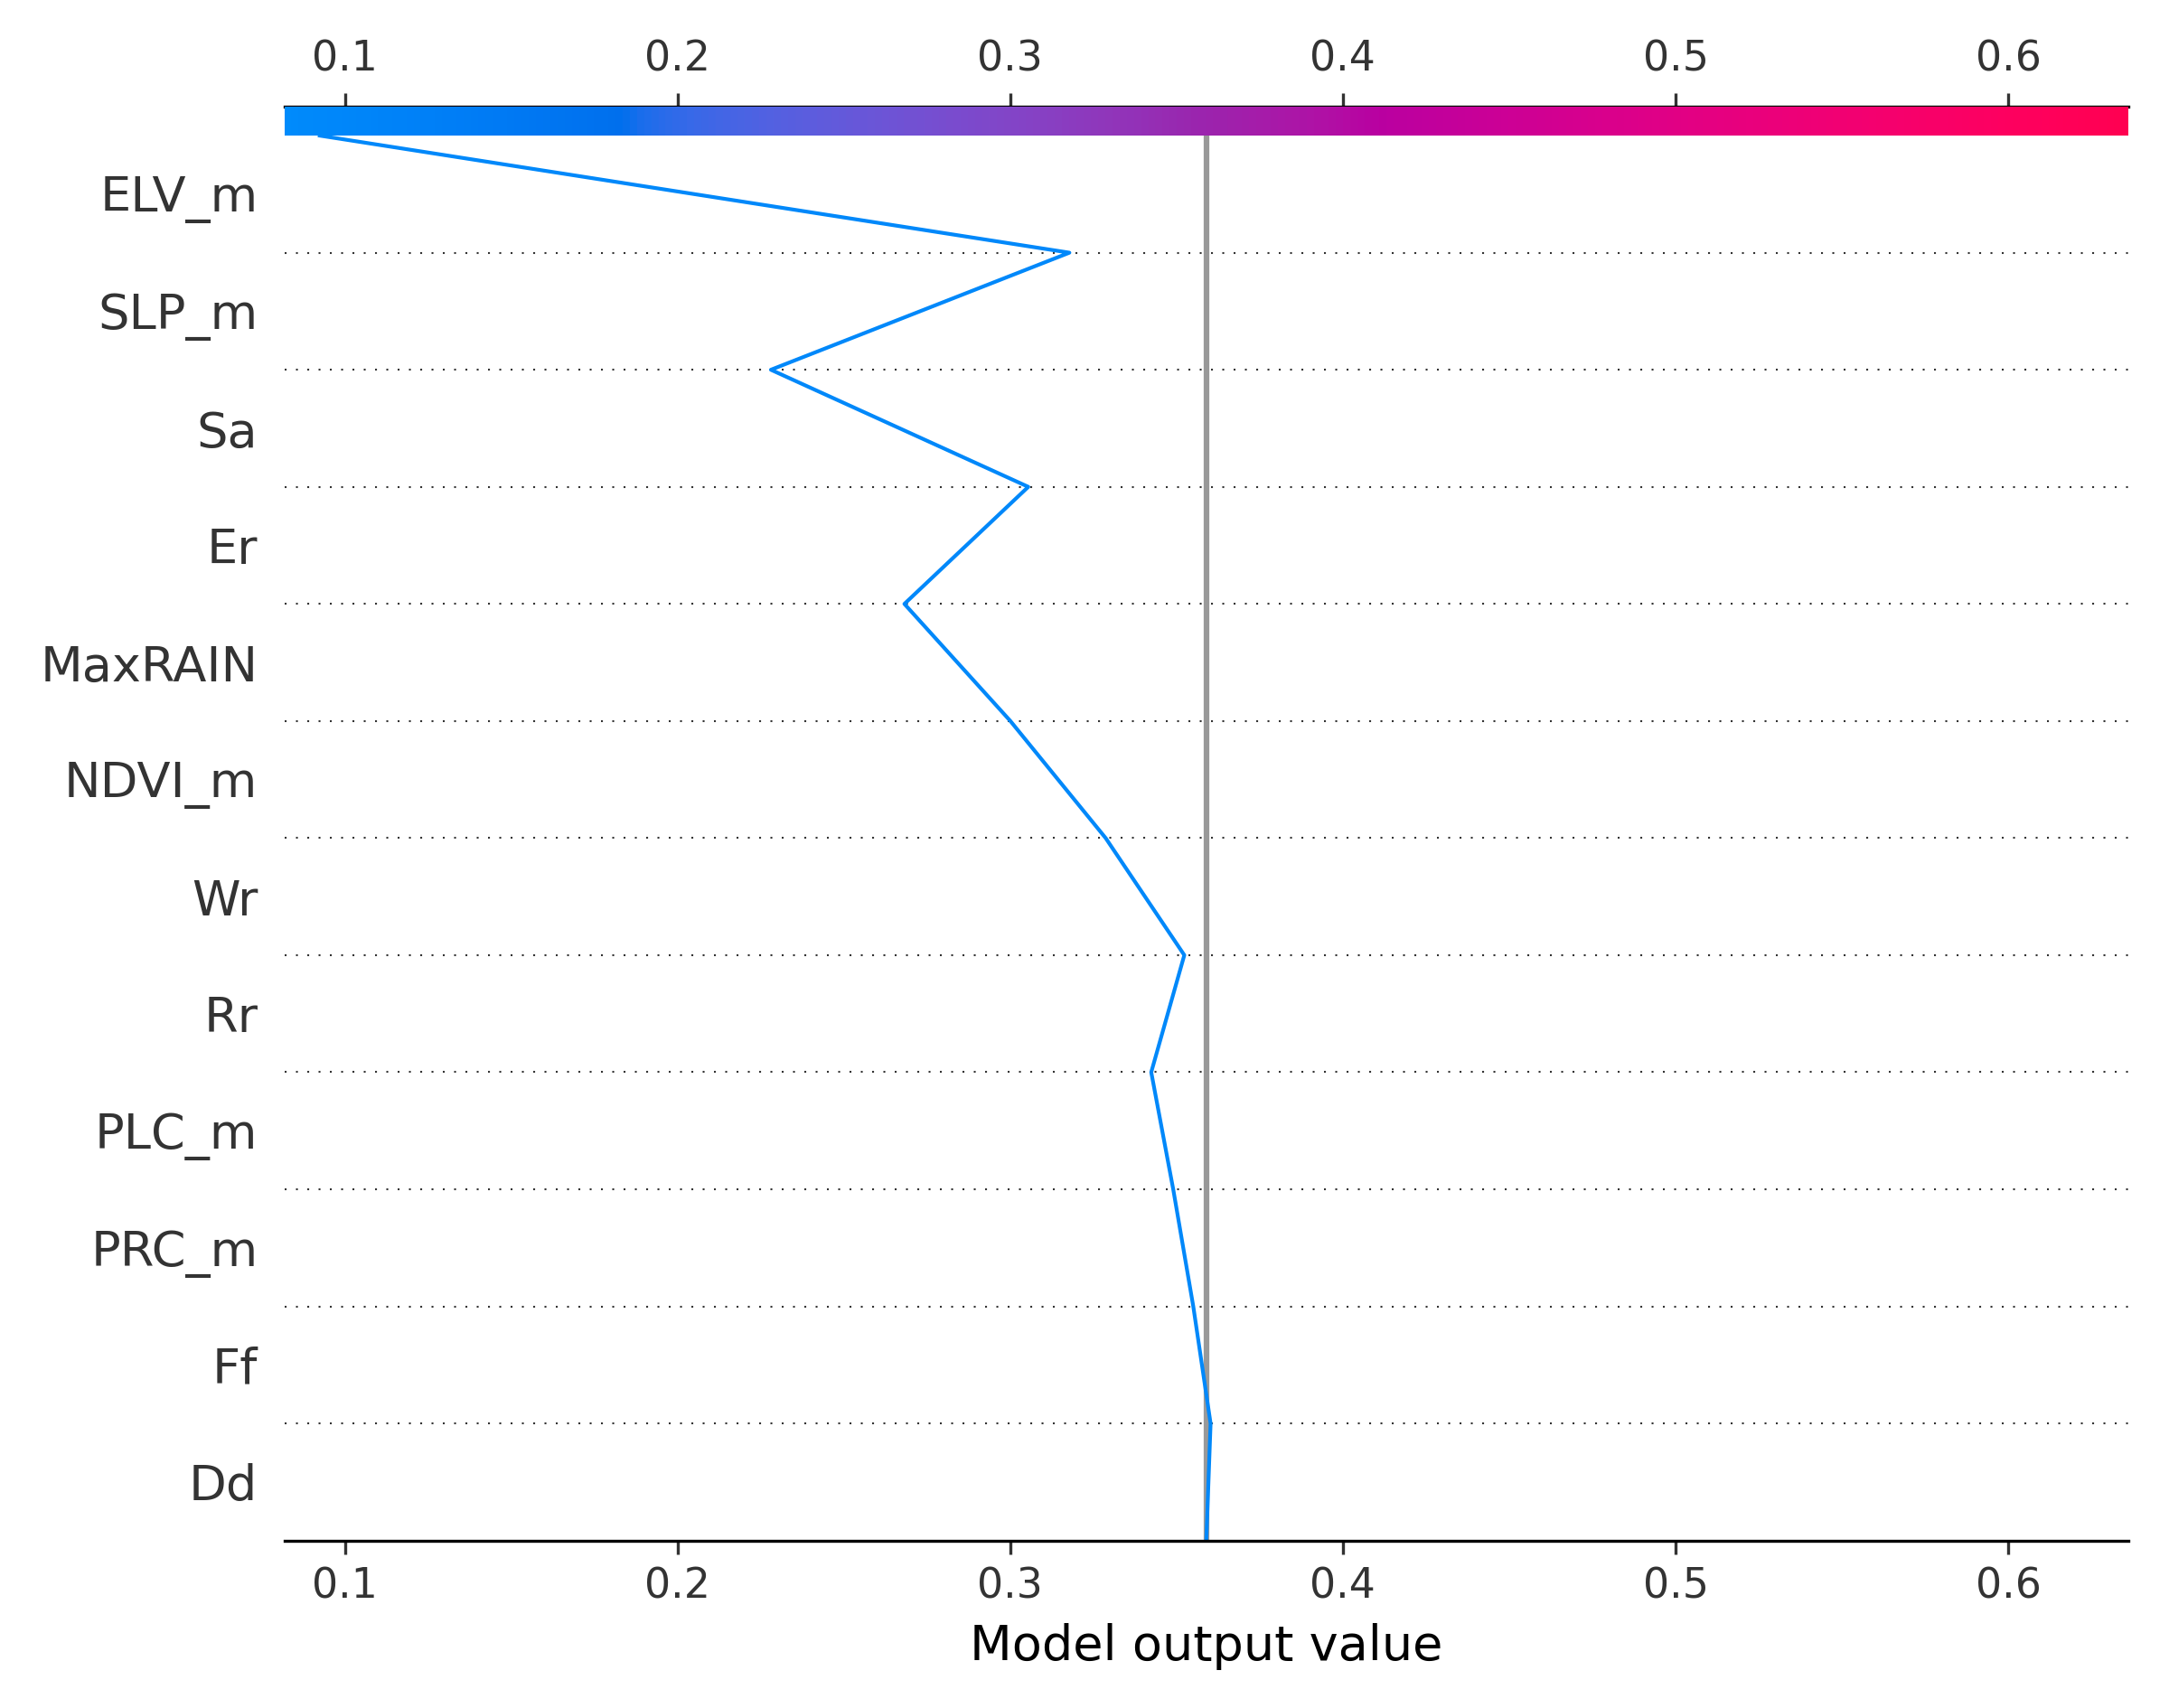 0.1 0.2 0.3 0.4 0.5 0.6
ELV_m
SLP_m
Sa
Er
MaxRAIN
NDVI_m
Wr
Rr
PLC_m
PRC_m
Ff
Dd
0.1 0.2 0.3 0.4 0.5 0.6
Model output value